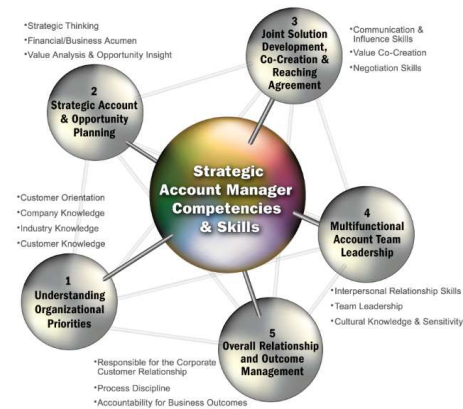 •Strategic Thinking
•Financial/Business Acumen
•Value Analysis & Opportunity Insight
3
Joint Solution
Development,
Co-Creation &
Reaching
Agreement
•Communication &
Influence Skills
•Value Co-Creation
•Negotiation Skills
2
Strategic Account
& Opportunity
Planning
Strategic
Account Manager
Competencies
& Skills
•Customer Orientation
•Company Knowledge
•Industry Knowledge
•Customer Knowledge
4
Multifunctional
Account Team
Leadership
1
Understanding
Organizational
Priorities
•Interpersonal Relationship Skills
•Team Leadership
•Cultural Knowledge & Sensitivity
5
Overall Relationship
and Outcome
Management
•Responsible for the Corporate
Customer Relationship
•Process Discipline
•Accountability for Business Outcomes